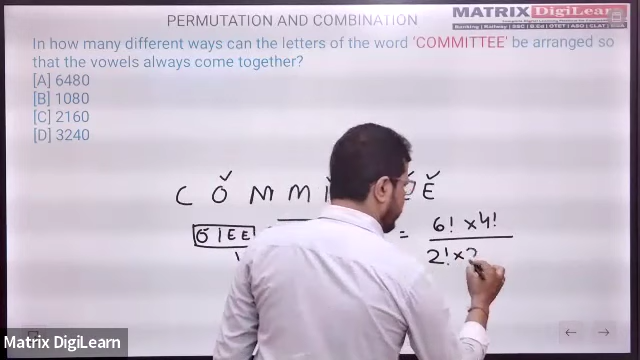 PERMUTATION AND COMBINATION
MATRIX DigiLearn
In how many different ways can the letters of the word 'COMMITTEE' be arranged so
that the vowels always come together?
[A] 6480
[B] 1080
[C] 2160
[D] 3240
C O M M
E
O I E E
= 6! × 4!
2! ×
Matrix DigiLearn